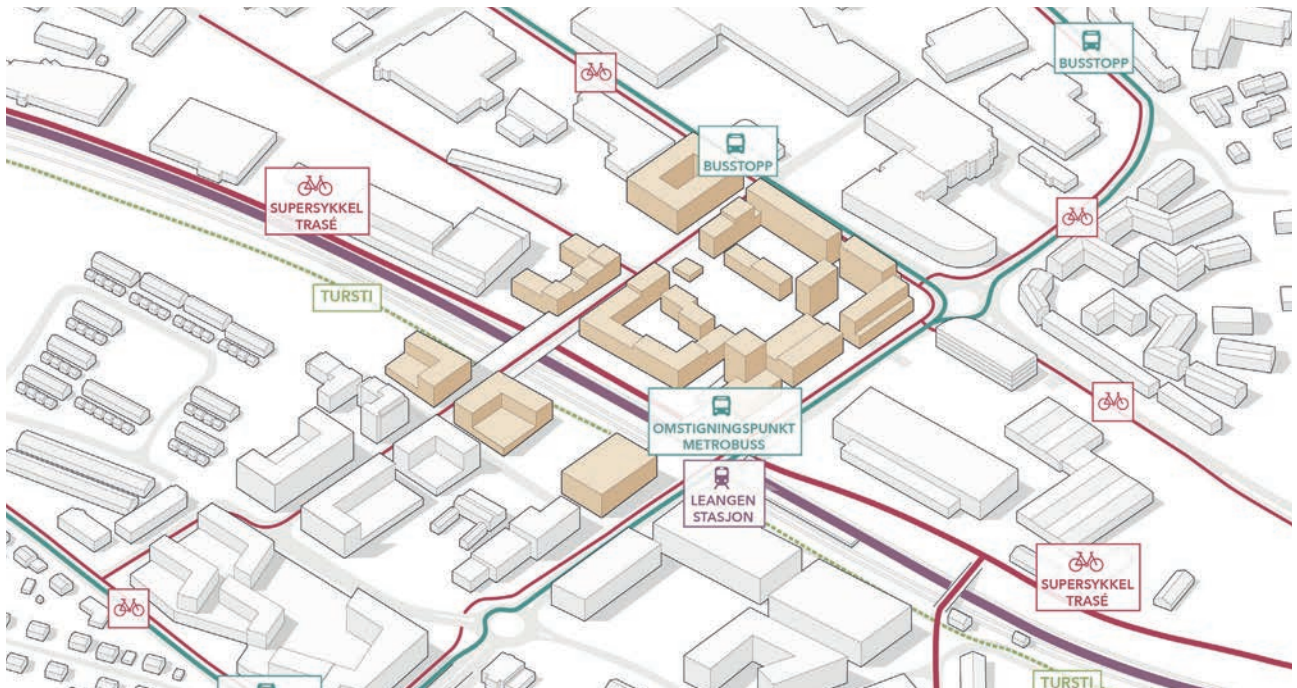 BUSSTOPP
BUSSTOPP
SUPERSYKKEL
TRASÉ
TURSTI
OMSTIGNINGSPUNKT
METROBUSS
LEANGEN
STASJON
SUPERSYKKEL
TRASÉ
TURSTI